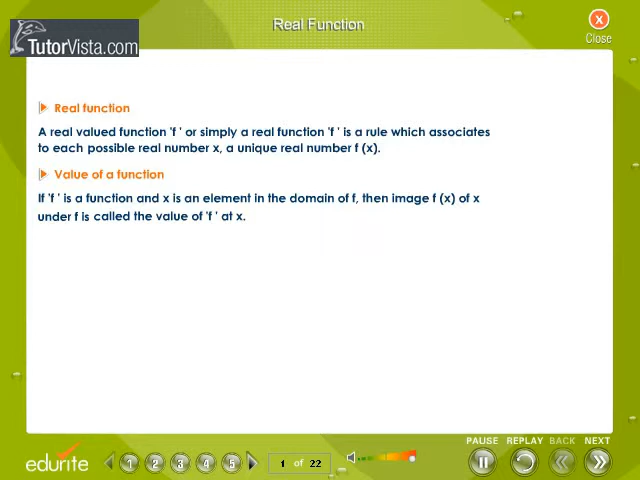 Real Function
TutorVista.com
X
Close
Real function
A real valued function 'f ' or simply a real function 'f ' is a rule which associates
to each possible real number x, a unique real number f (x).
Value of a function
If 'f ' is a function and x is an element in the domain of f, then image f (x) of x
under f is called the value of 'f ' at x.
PAUSE REPLAY BACK NEXT
edurite
1 2 3 4 5
1 of 22